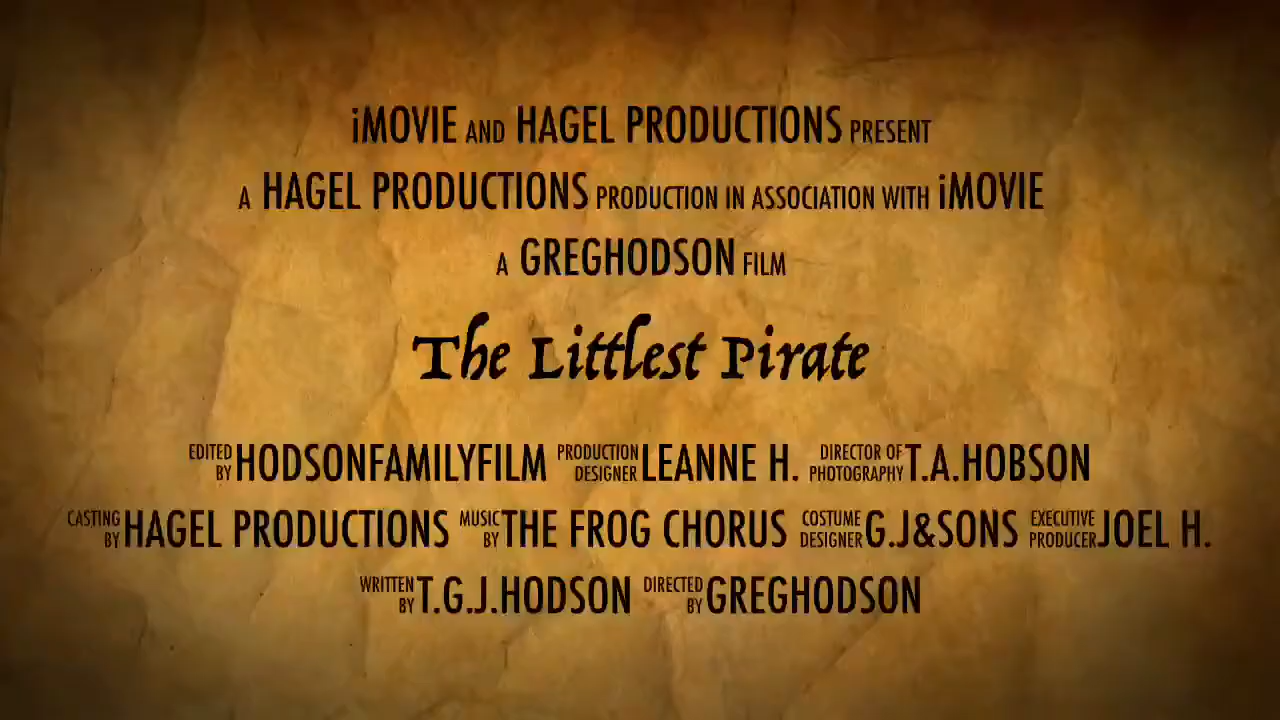 iMOVIE AND HAGEL PRODUCTIONS PRESENT
A HAGEL PRODUCTIONS PRODUCTION IN ASSOCIATION WITH iMOVIE
A GREGHODSON FILM
The Littlest Pirate
EDITED BY HODSONFAMILYFILM PRODUCTION DESIGNER LEANNE H. DIRECTOR OF PHOTOGRAPHY T.A.HOBSON
CASTING BY HAGEL PRODUCTIONS MUSIC BY THE FROG CHORUS COSTUME DESIGNER G.J&SONS EXECUTIVE PRODUCER JOEL H.
WRITTEN BY T.G.J.HODSON DIRECTED BY GREGHODSON